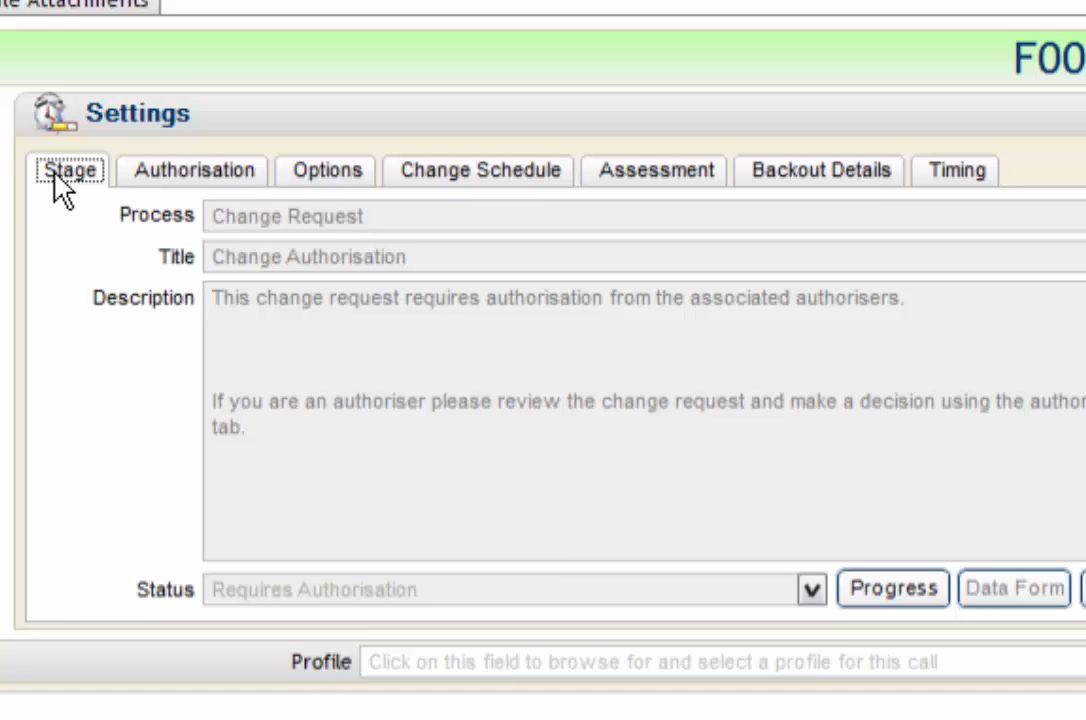 Attachments
F00
Settings
Stage Authorisation Options Change Schedule Assessment Backout Details Timing
Process Change Request
Title Change Authorisation
Description This change request requires authorisation from the associated authorisers.
If you are an authoriser please review the change request and make a decision using the author
tab.
Status Requires Authorisation Progress Data Form
Profile Click on this field to browse for and select a profile for this call